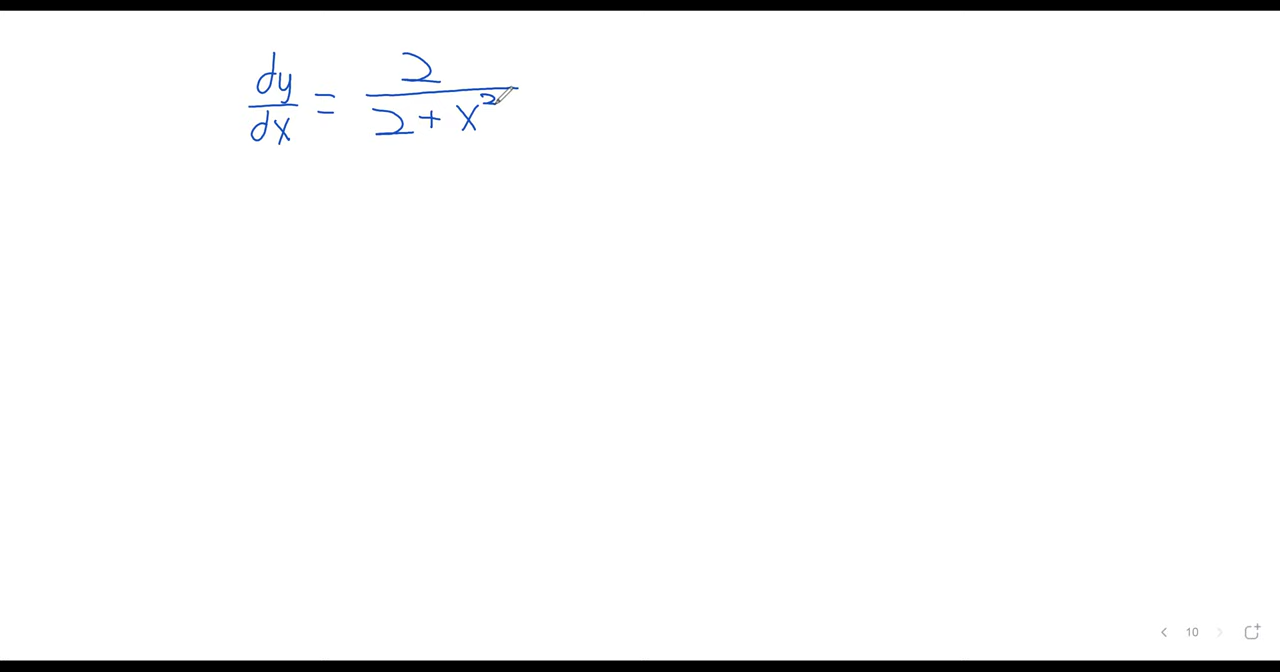 dy/dx = 2/(2 + x²)
10